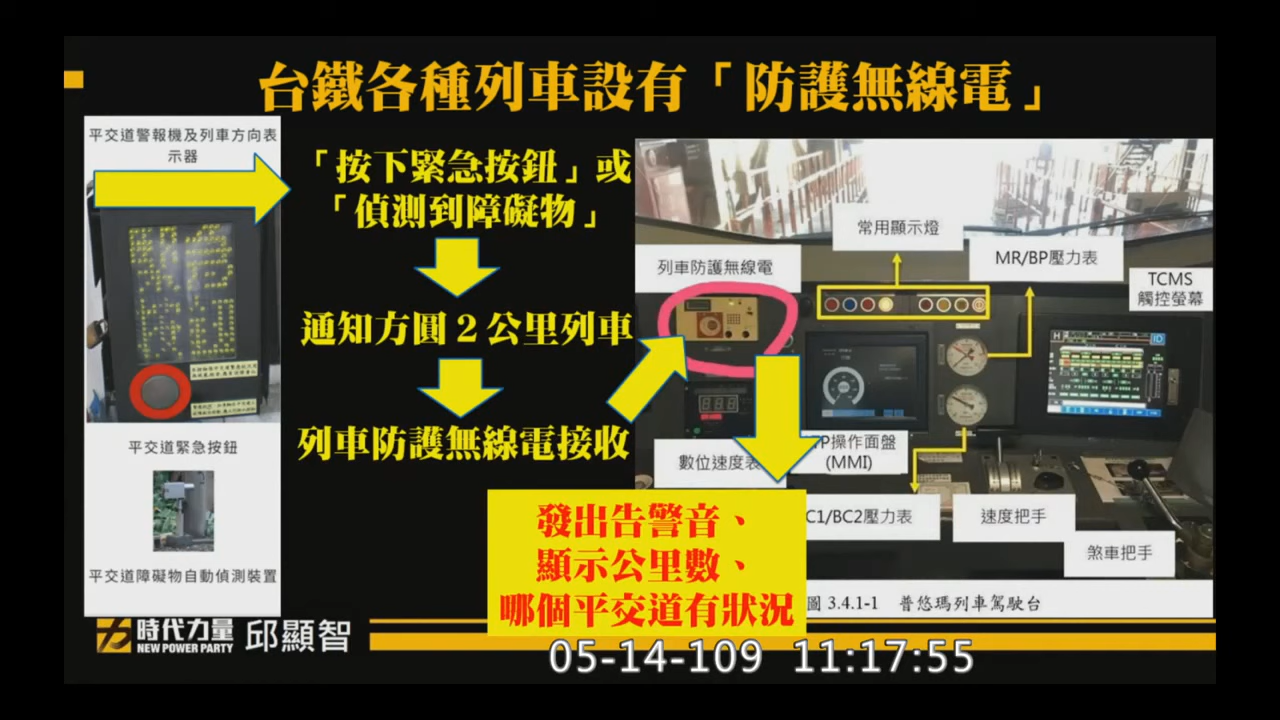 台鐵各種列車設有「防護無線電」
平交道警報機及列車方向表
示器
緊急
按鈕
平交道緊急按鈕
平交道障礙物自動偵測裝置
「按下緊急按鈕」或
「偵測到障礙物」
通知方圓２公里列車
列車防護無線電接收
發出告警音、
顯示公里數、
哪個平交道有狀況
列車防護無線電
常用顯示燈
MR/BP壓力表
TCMS
觸控螢幕
數位速度表
P操作面盤
(MMI)
C1/BC2壓力表
速度把手
煞車把手
圖 3.4.1-1 普悠瑪列車駕駛台
時代力量
NEW POWER PARTY
邱顯智
05-14-109 11:17:55